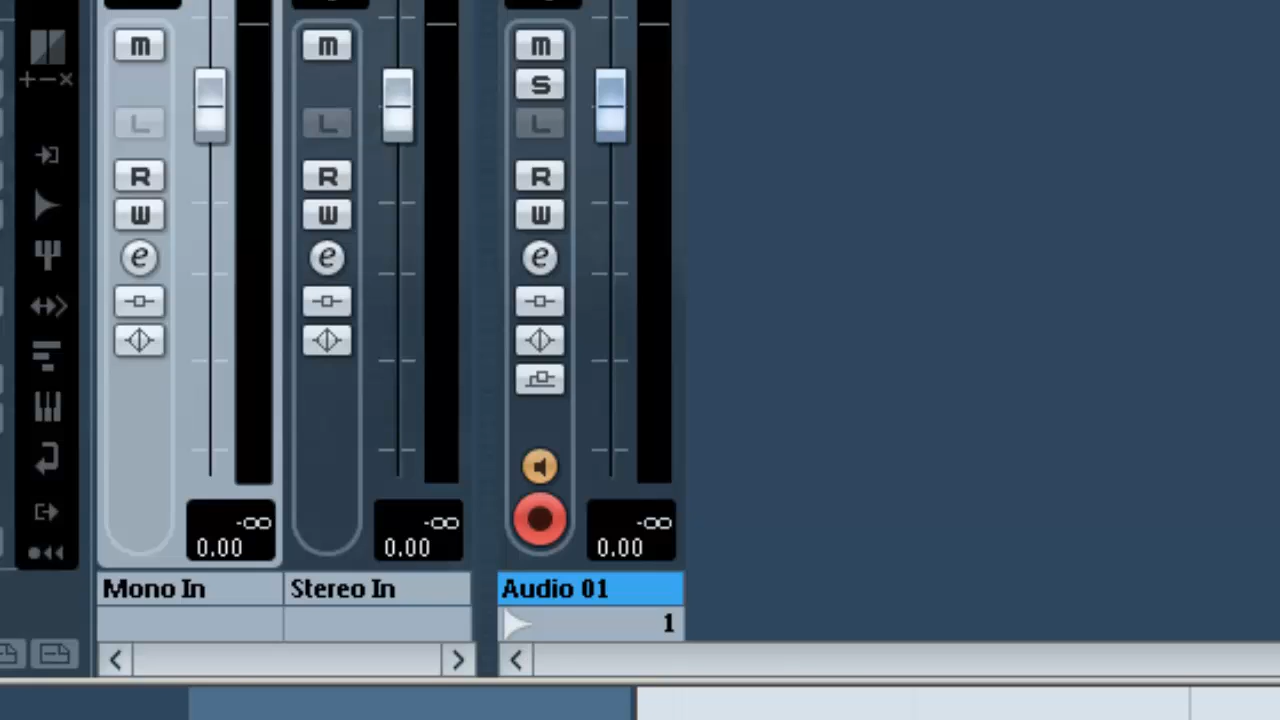 m m m
S
L L L
R R R
W W W
e e e
-∞ -∞ -∞
0.00 0.00 0.00
Mono In Stereo In Audio 01
1